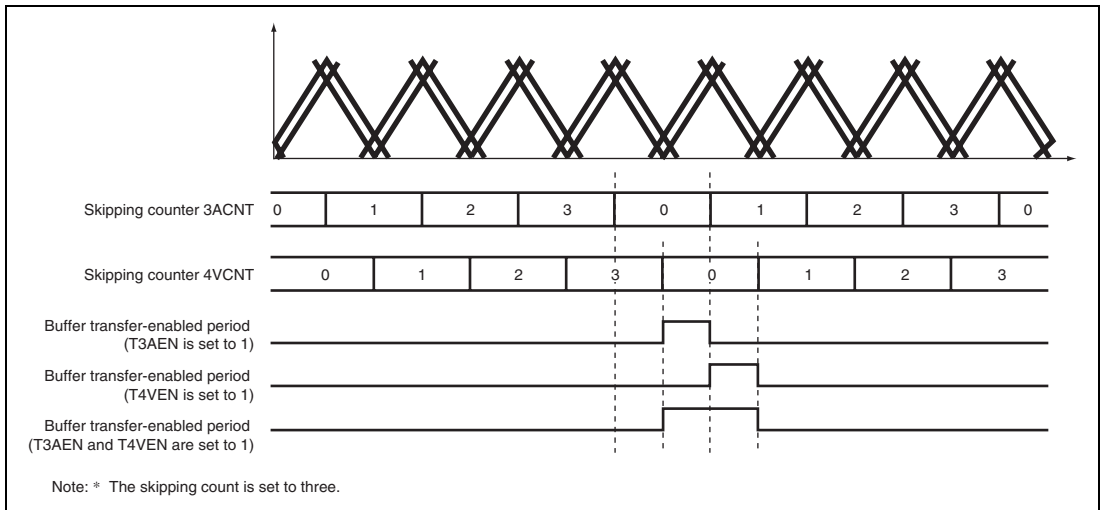 Skipping counter 3ACNT 0 1 2 3 0 1 2 3 0
Skipping counter 4VCNT 0 1 2 3 0 1 2 3
Buffer transfer-enabled period
(T3AEN is set to 1)
Buffer transfer-enabled period
(T4VEN is set to 1)
Buffer transfer-enabled period
(T3AEN and T4VEN are set to 1)
Note: * The skipping count is set to three.